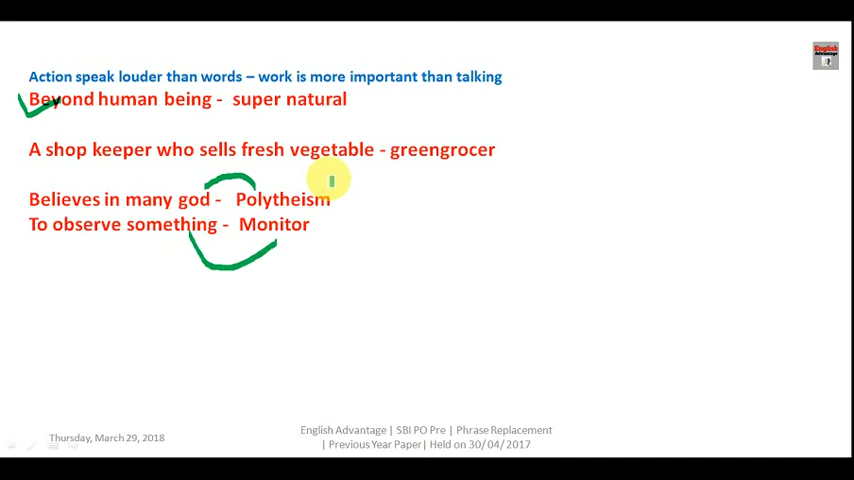 English
Advantage
Action speak louder than words – work is more important than talking
Beyond human being - super natural
A shop keeper who sells fresh vegetable - greengrocer
Believes in many god - Polytheism
To observe something - Monitor
Thursday, March 29, 2018
English Advantage| SBI PO Pre | Phrase Replacement
| Previous Year Paper| Held on 30/04/2017